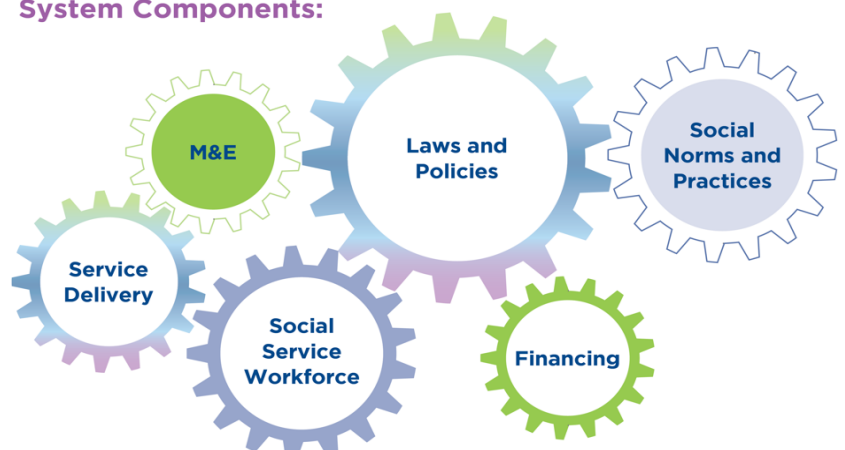 System Components:
M&E
Laws and
Policies
Social
Norms and
Practices
Service
Delivery
Social
Service
Workforce
Financing